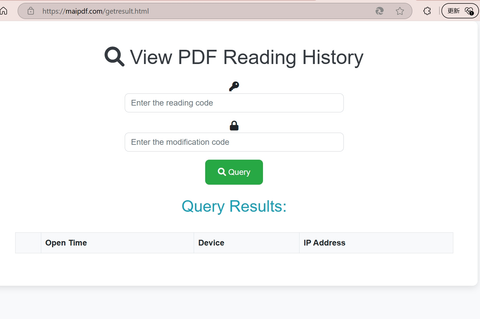 https://maipdf.com/getresult.html
更新
View PDF Reading History
Enter the reading code
Enter the modification code
Query
Query Results:
Open Time Device IP Address